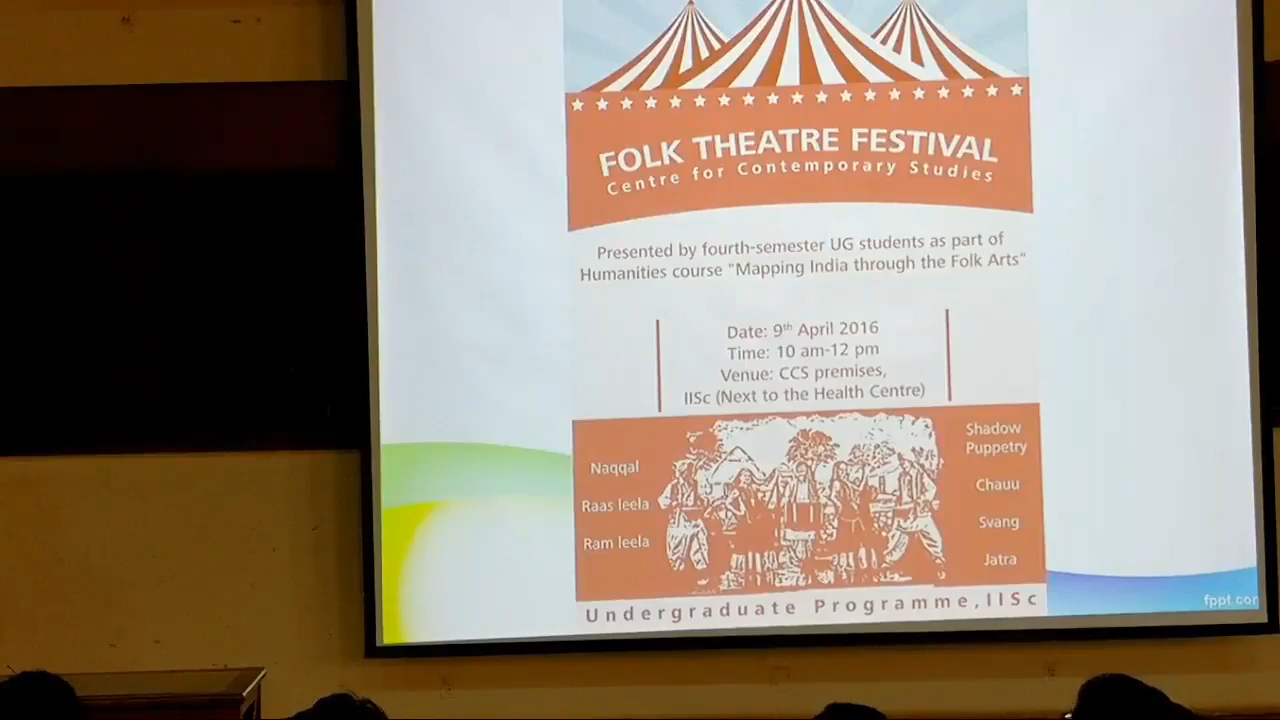 FOLK THEATRE FESTIVAL
Centre for Contemporary Studies
Presented by fourth-semester UG students as part of
Humanities course "Mapping India through the Folk Arts"
Date: 9th April 2016
Time: 10 am-12 pm
Venue: CCS premises,
IISc (Next to the Health Centre)
Naqqal
Raas leela
Ram leela
Shadow
Puppetry
Chauu
Svang
Jatra
Undergraduate Programme, IISc
fppt.cor